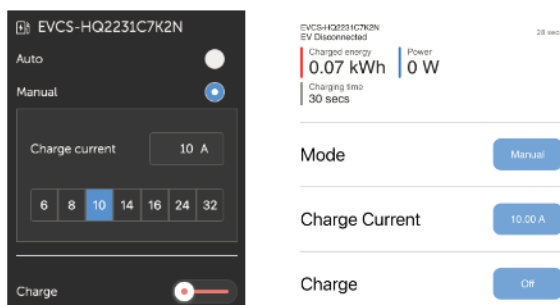 EVCS-HQ2231C7K2N
Auto
Manual
Charge current 10 A
6 8 10 14 16 24 32
Charge
EVCS-HQ2231C7K2N
EV Disconnected
28 sec
Charged energy Power
0.07 kWh 0 W
Charging time
30 secs
Mode Manual
Charge Current 10.00 A
Charge Off